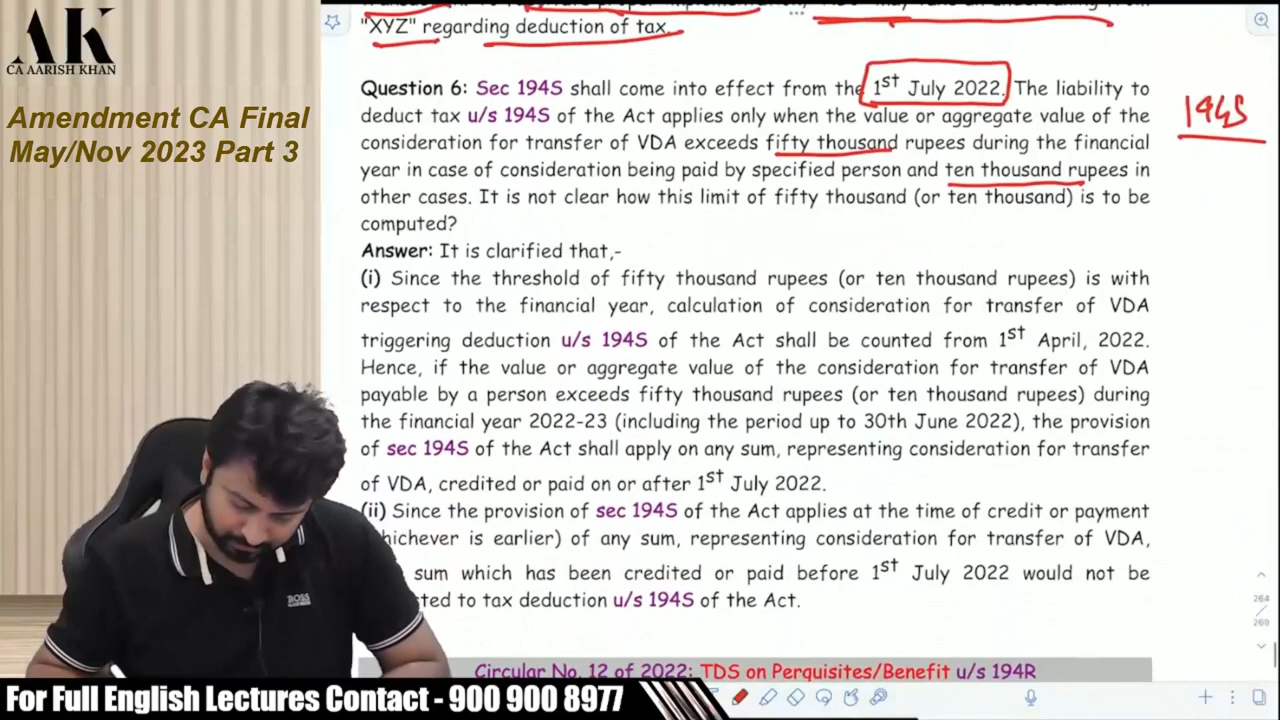 AK
CA AARISH KHAN
Amendment CA Final
May/Nov 2023 Part 3
"XYZ" regarding deduction of tax.
Question 6: Sec 194S shall come into effect from the 1st July 2022. The liability to
deduct tax u/s 194S of the Act applies only when the value or aggregate value of the
consideration for transfer of VDA exceeds fifty thousand rupees during the financial
year in case of consideration being paid by specified person and ten thousand rupees in
other cases. It is not clear how this limit of fifty thousand (or ten thousand) is to be
computed?
194S
Answer: It is clarified that,-
(i) Since the threshold of fifty thousand rupees (or ten thousand rupees) is with
respect to the financial year, calculation of consideration for transfer of VDA
triggering deduction u/s 194S of the Act shall be counted from 1st April, 2022.
Hence, if the value or aggregate value of the consideration for transfer of VDA
payable by a person exceeds fifty thousand rupees (or ten thousand rupees) during
the financial year 2022-23 (including the period up to 30th June 2022), the provision
of sec 194S of the Act shall apply on any sum, representing consideration for transfer
of VDA, credited or paid on or after 1st July 2022.
(ii) Since the provision of sec 194S of the Act applies at the time of credit or payment
hichever is earlier) of any sum, representing consideration for transfer of VDA,
sum which has been credited or paid before 1st July 2022 would not be
cted to tax deduction u/s 194S of the Act.
264
269
Circular No. 12 of 2022: TDS on Perquisites/Benefit u/s 194R
BOSS
For Full English Lectures Contact - 900 900 8977